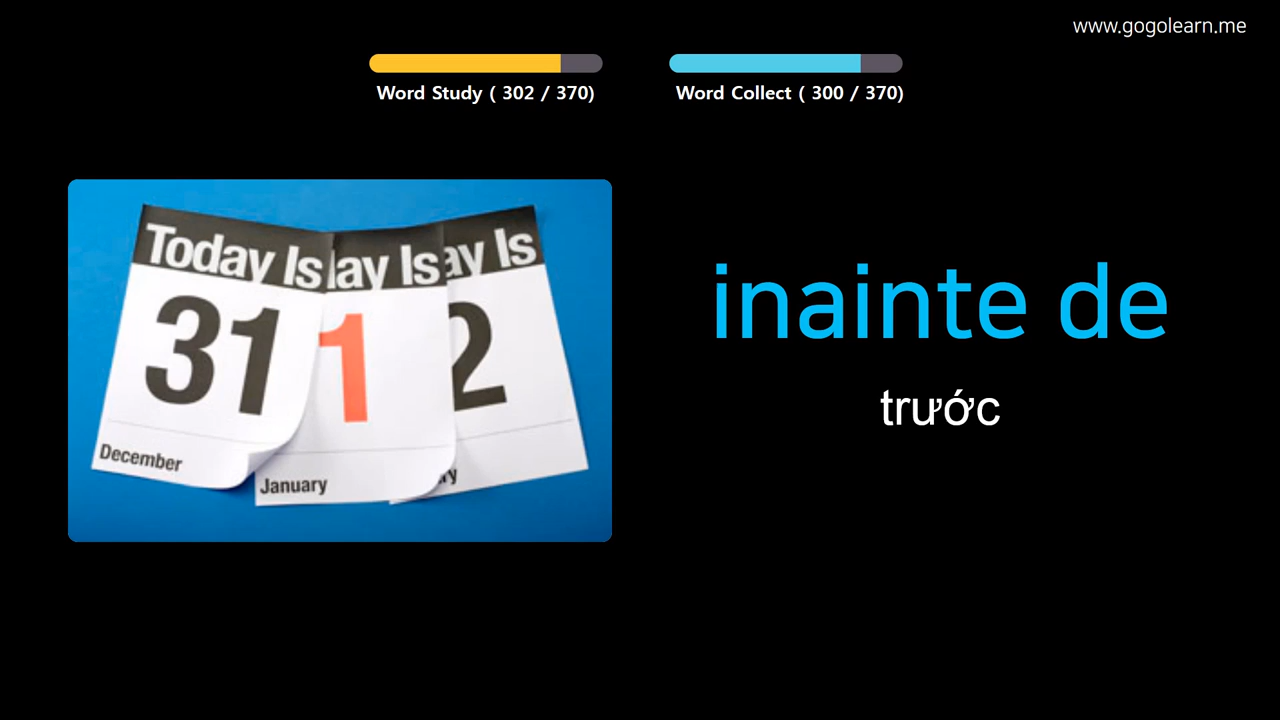 www.gogolearn.me
Word Study ( 302 / 370)
Word Collect ( 300 / 370)
Today Is
ay Is
ay Is
31
1
2
December
January
ry
inainte de
trước